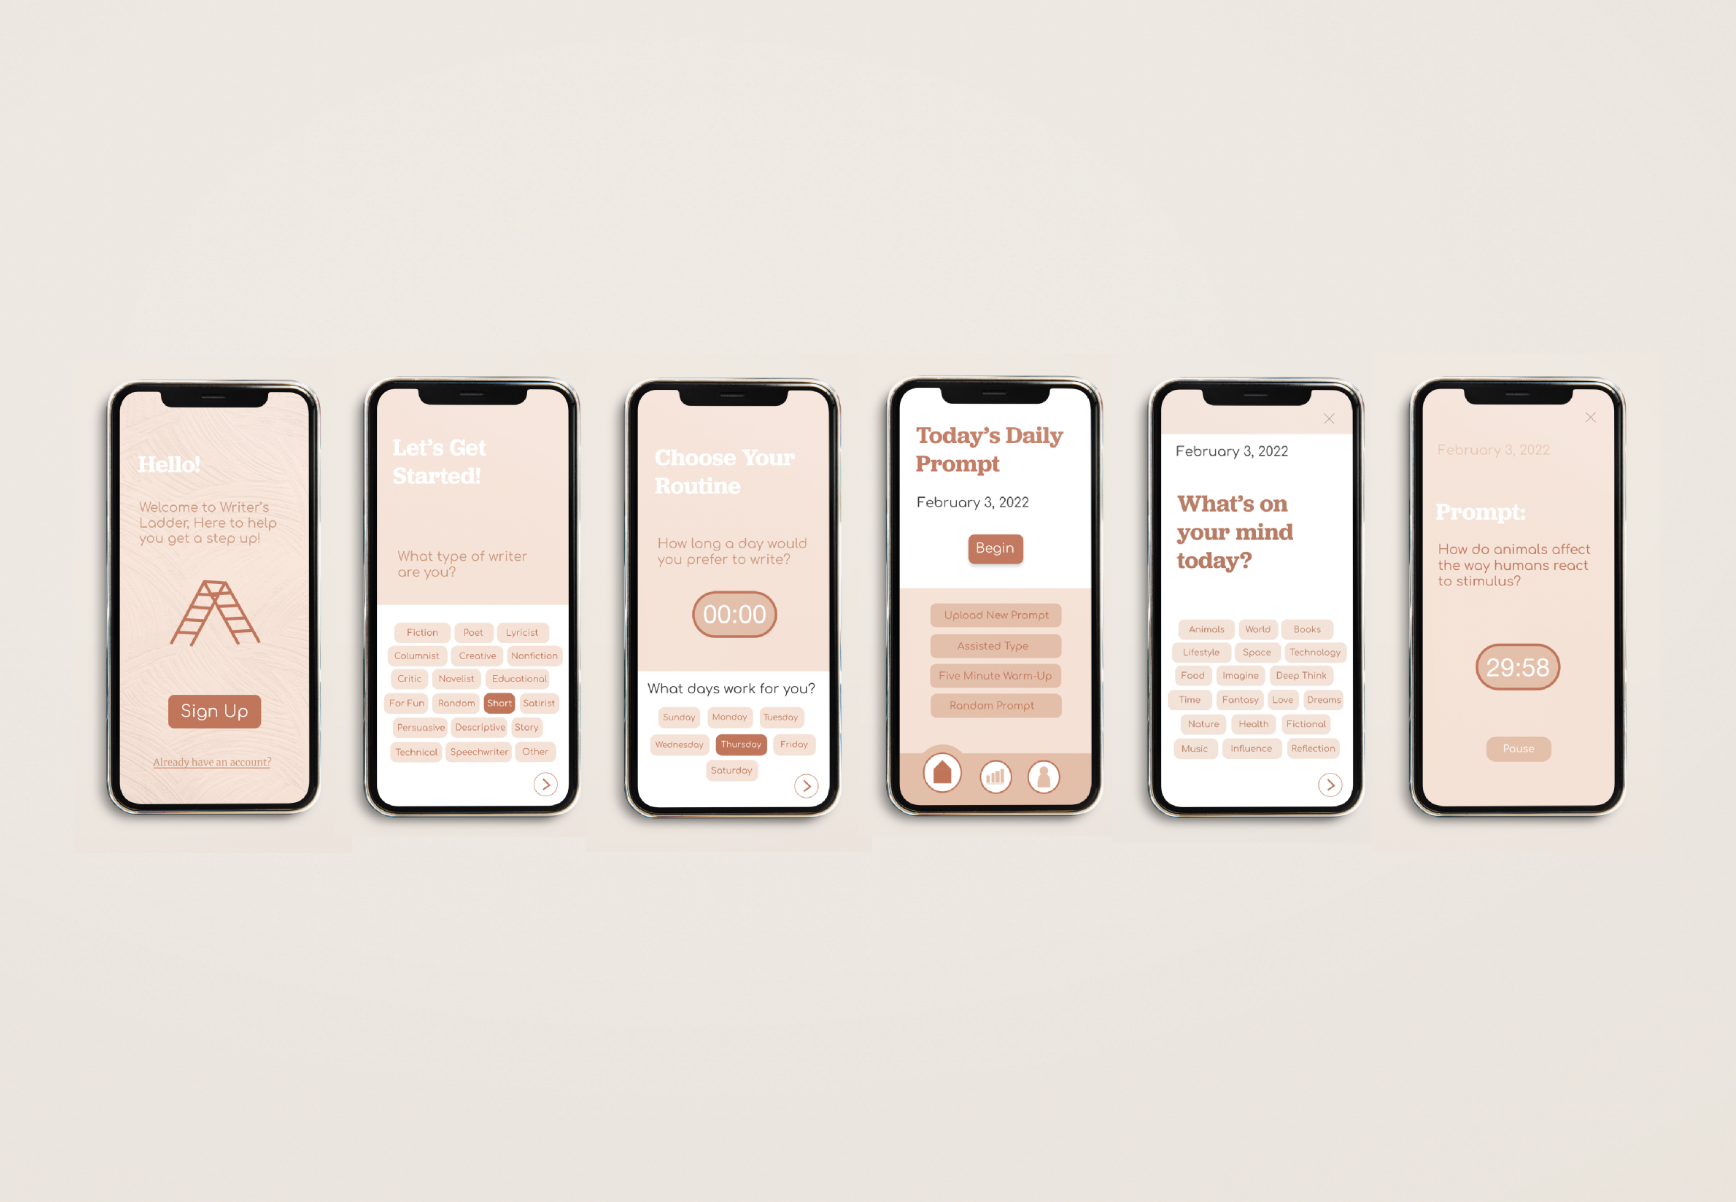 Hello!
Welcome to Writer's
Ladder, Here to help
you get a step up!
Sign Up
Already have an account?
Let's Get
Started!
What type of writer
are you?
Fiction Poet Lyricist
Columnist Creative Nonfiction
Critic Novelist Educational
For Fun Random Short Satirist
Persuasive Descriptive Story
Technical Speechwriter Other
Choose Your
Routine
How long a day would
you prefer to write?
00:00
What days work for you?
Sunday Monday Tuesday
Wednesday Thursday Friday
Saturday
Today's Daily
Prompt
February 3, 2022
Begin
Upload New Prompt
Assisted Type
Five Minute Warm-Up
Random Prompt
February 3, 2022
What's on
your mind
today?
Animals World Books
Lifestyle Space Technology
Food Imagine Deep Think
Time Fantasy Love Dreams
Nature Health Fictional
Music Influence Reflection
February 3, 2022
Prompt:
How do animals affect
the way humans react
to stimulus?
29:58
Pause